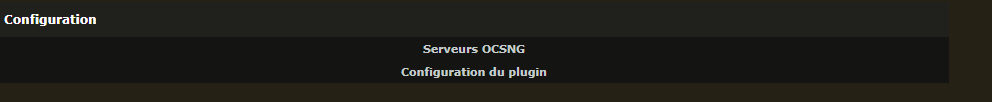 Configuration
Serveurs OCSNG
Configuration du plugin